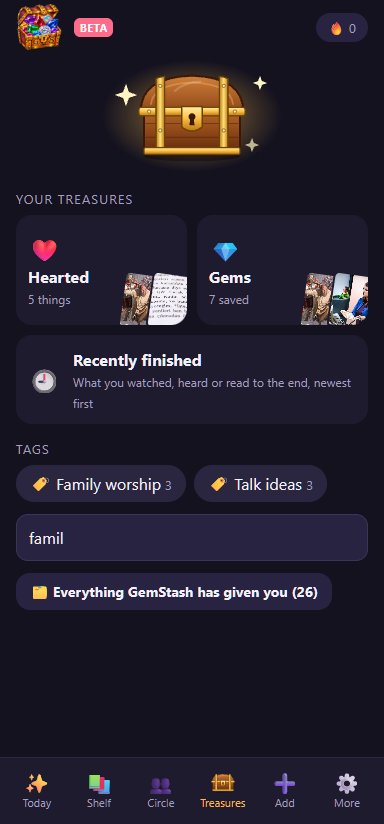 BETA
0
YOUR TREASURES
Hearted
5 things
Gems
7 saved
Recently finished
What you watched, heard or read to the end, newest
first
TAGS
Family worship 3
Talk ideas 3
famil
Everything GemStash has given you (26)
Today
Shelf
Circle
Treasures
Add
More